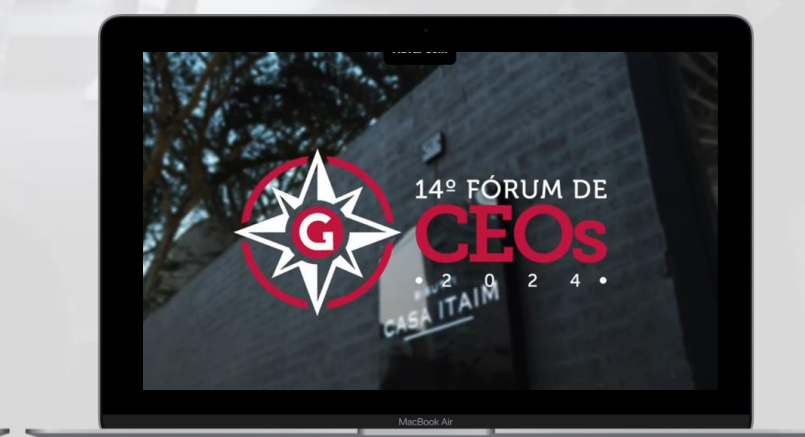 14º FÓRUM DE
G
CEOs
• 2 0 2 4 •
CASA ITAIM
MacBook Air